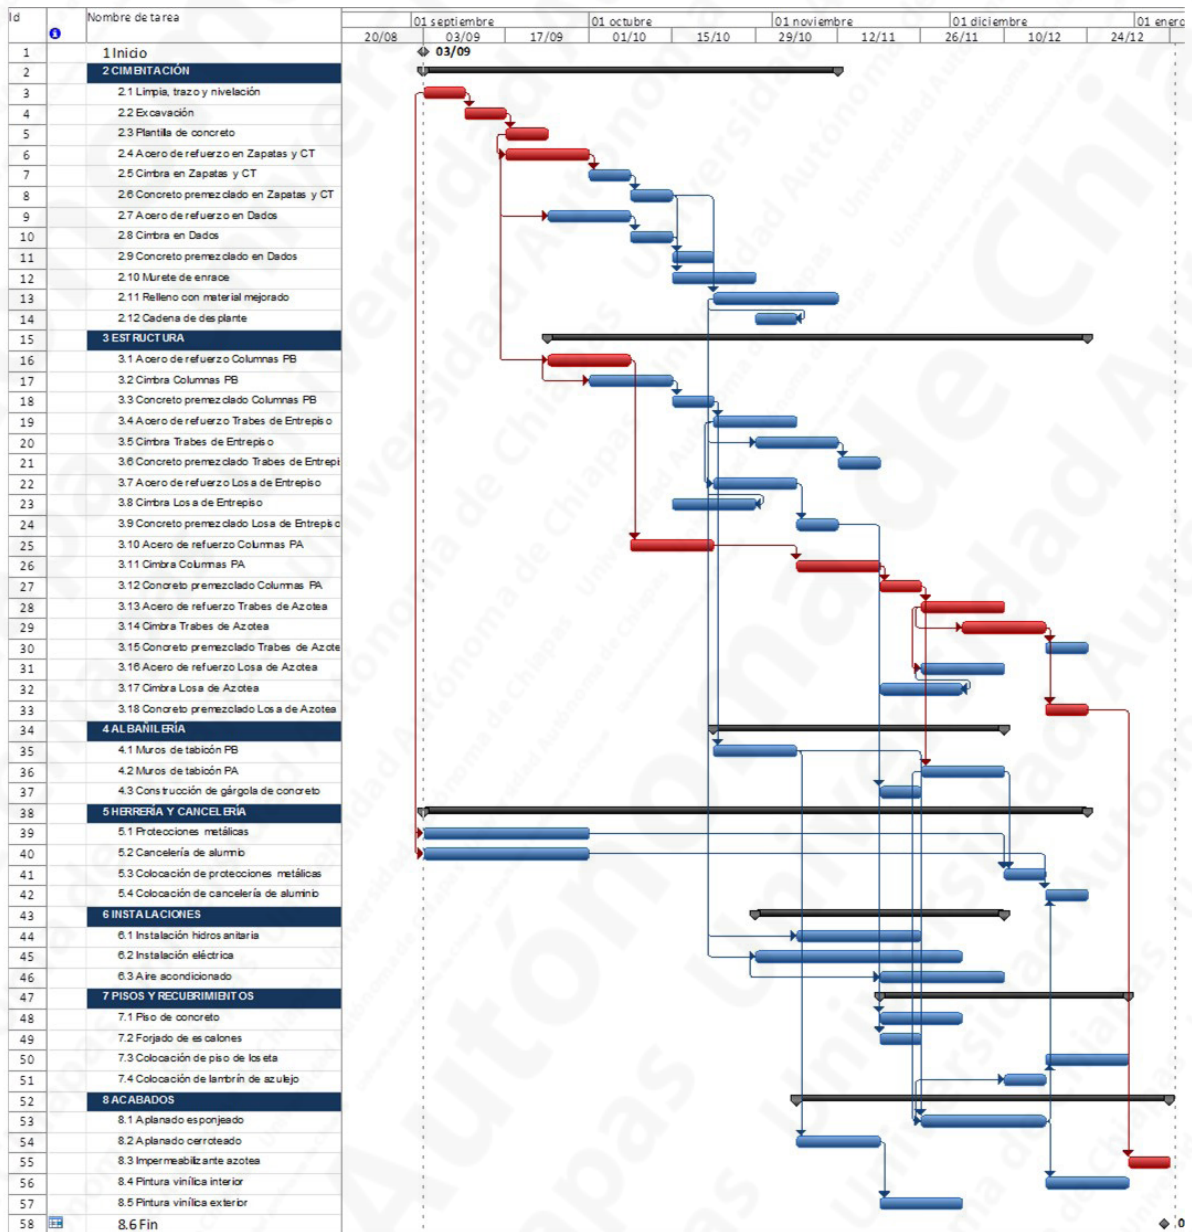 Id Nombre de tarea 01 septiembre 01 octubre 01 noviembre 01 diciembre 01 enero
20/08 03/09 17/09 01/10 15/10 29/10 12/11 26/11 10/12 24/12
1 1 Inicio 03/09
2 2 CIMENTACIÓN
3 2.1 Limpia, trazo y nivelación
4 2.2 Excavación
5 2.3 Plantilla de concreto
6 2.4 Acero de refuerzo en Zapatas y CT
7 2.5 Cimbra en Zapatas y CT
8 2.6 Concreto premezclado en Zapatas y CT
9 2.7 Acero de refuerzo en Dados
10 2.8 Cimbra en Dados
11 2.9 Concreto premezclado en Dados
12 2.10 Murete de enrace
13 2.11 Relleno con material mejorado
14 2.12 Cadena de desplante
15 3 ESTRUCTURA
16 3.1 Acero de refuerzo Columnas PB
17 3.2 Cimbra Columnas PB
18 3.3 Concreto premezclado Columnas PB
19 3.4 Acero de refuerzo Trabes de Entrepiso
20 3.5 Cimbra Trabes de Entrepiso
21 3.6 Concreto premezclado Trabes de Entrepi
22 3.7 Acero de refuerzo Losa de Entrepiso
23 3.8 Cimbra Losa de Entrepiso
24 3.9 Concreto premezclado Losa de Entrepiso
25 3.10 Acero de refuerzo Columnas PA
26 3.11 Cimbra Columnas PA
27 3.12 Concreto premezclado Columnas PA
28 3.13 Acero de refuerzo Trabes de Azotea
29 3.14 Cimbra Trabes de Azotea
30 3.15 Concreto premezclado Trabes de Azote
31 3.16 Acero de refuerzo Losa de Azotea
32 3.17 Cimbra Losa de Azotea
33 3.18 Concreto premezclado Losa de Azotea
34 4 ALBAÑILERÍA
35 4.1 Muros de tabicón PB
36 4.2 Muros de tabicón PA
37 4.3 Construcción de gárgola de concreto
38 5 HERRERÍA Y CANCELERÍA
39 5.1 Protecciones metálicas
40 5.2 Cancelería de alumnio
41 5.3 Colocación de protecciones metálicas
42 5.4 Colocación de cancelería de aluminio
43 6 INSTALACIONES
44 6.1 Instalación hidrosanitaria
45 6.2 Instalación eléctrica
46 6.3 Aire acondicionado
47 7 PISOS Y RECUBRIMIENTOS
48 7.1 Piso de concreto
49 7.2 Forjado de escalones
50 7.3 Colocación de piso de loseta
51 7.4 Colocación de lambrín de azulejo
52 8 ACABADOS
53 8.1 Aplanado esponjeado
54 8.2 Aplanado cerroteado
55 8.3 Impermeabilizante azotea
56 8.4 Pintura vinílica interior
57 8.5 Pintura vinílica exterior
58 8.6 Fin
Universidad Autónoma de Chiapas